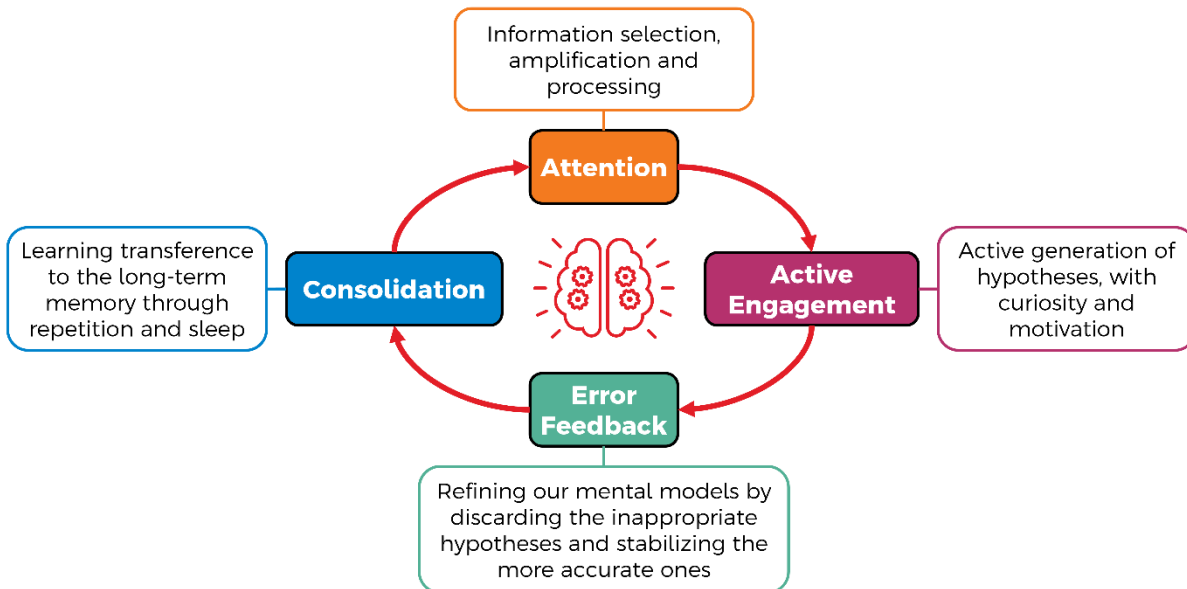 Information selection,
amplification and
processing
Attention
Learning transference
to the long-term
memory through
repetition and sleep
Consolidation
Active
Engagement
Active generation of
hypotheses, with
curiosity and
motivation
Error
Feedback
Refining our mental models by
discarding the inappropriate
hypotheses and stabilizing the
more accurate ones